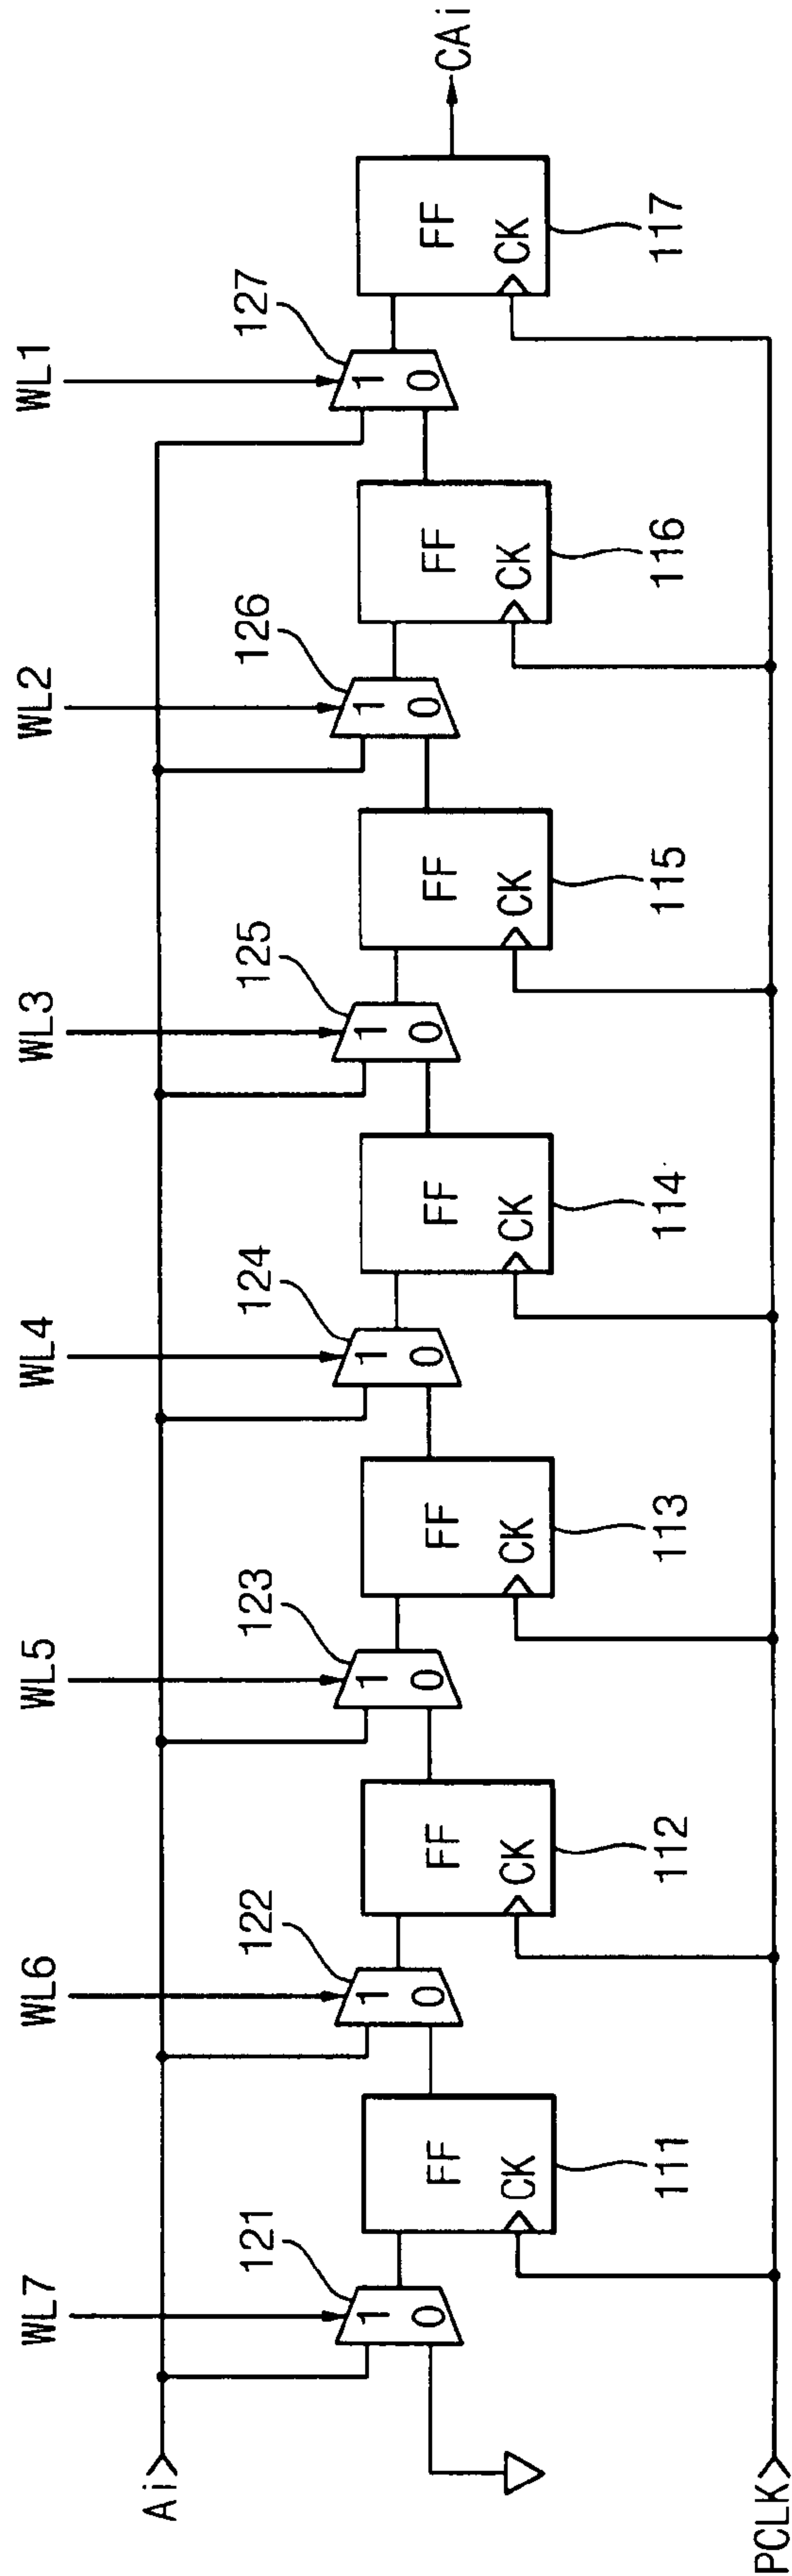 WL7 WL6 WL5 WL4 WL3 WL2 WL1
Ai
121 122 123 124 125 126 127
1 1 1 1 1 1 1
0 0 0 0 0 0 0
FF FF FF FF FF FF FF
CAi
CK CK CK CK CK CK CK
111 112 113 114 115 116 117
PCLK